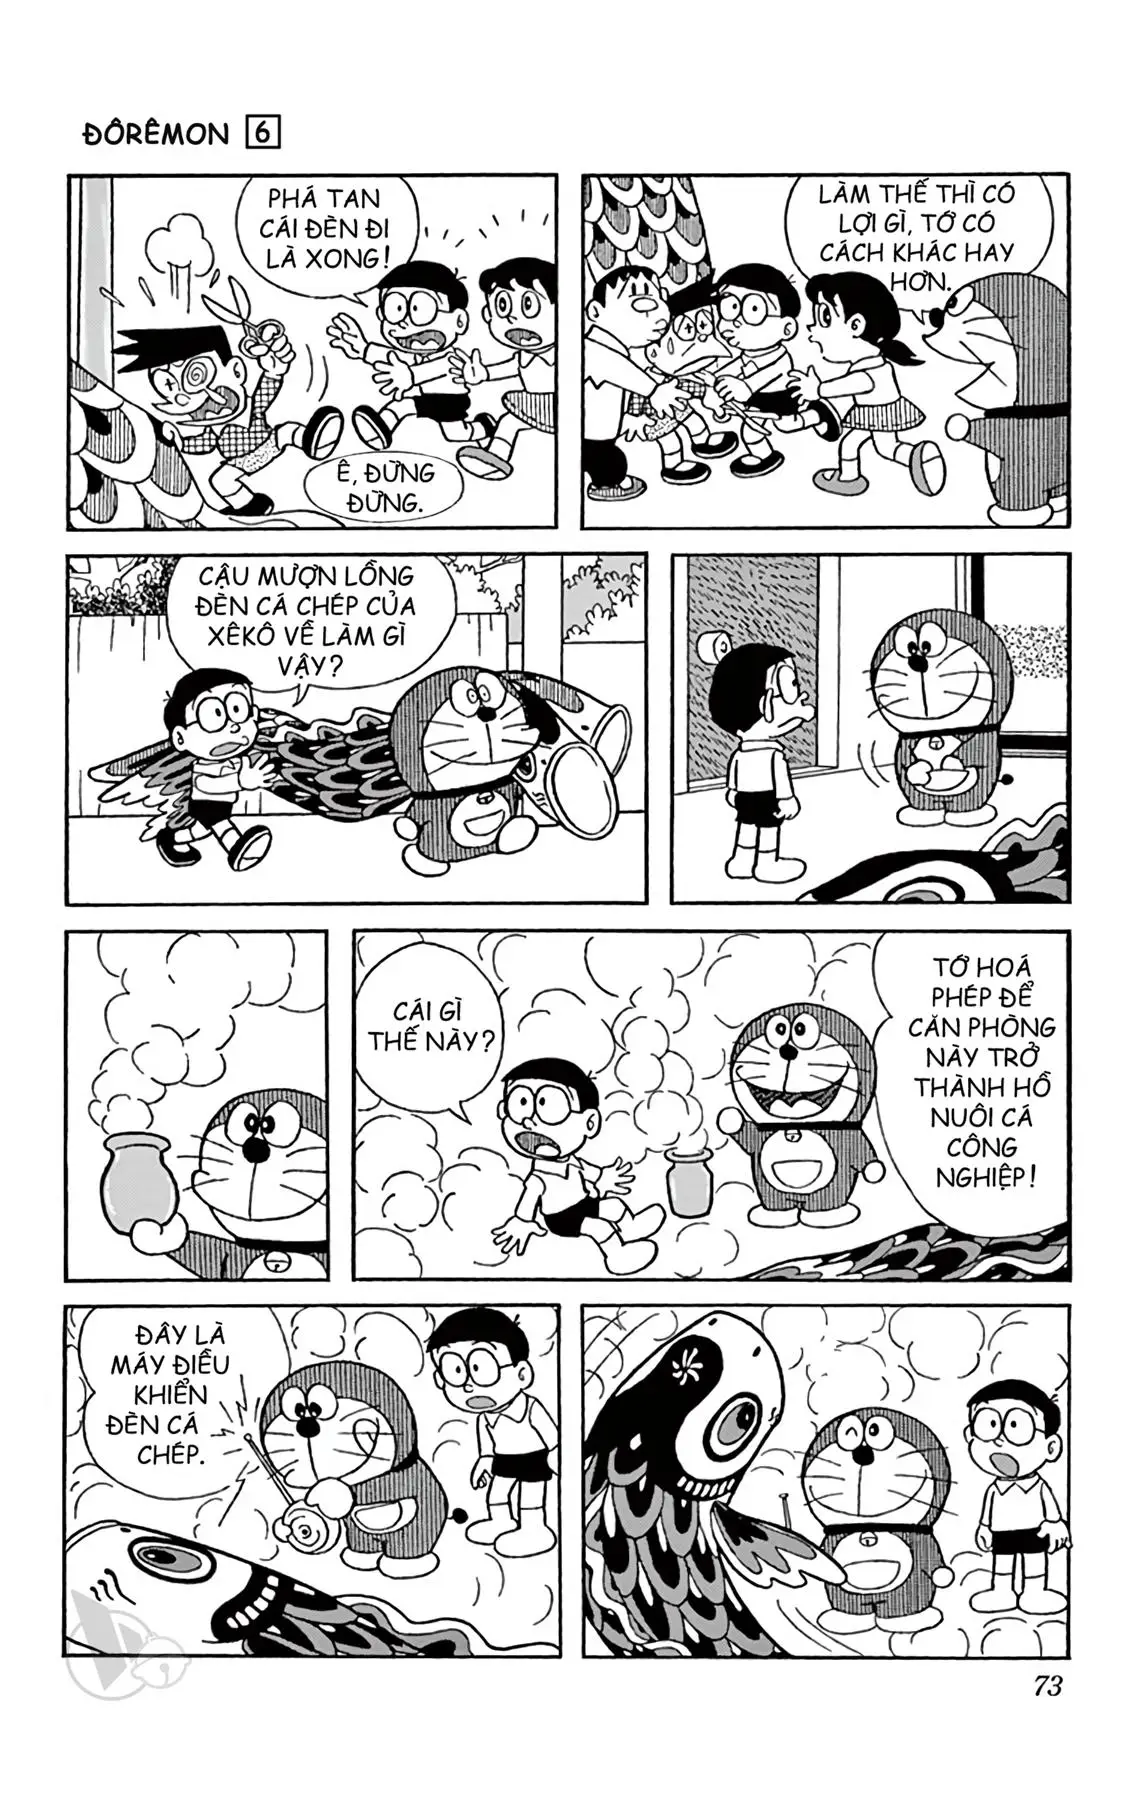 ĐÔRÊMON 6
PHÁ TAN
CÁI ĐÈN ĐI
LÀ XONG!
Ê, ĐỪNG
ĐỪNG.
LÀM THẾ THÌ CÓ
LỢI GÌ, TỚ CÓ
CÁCH KHÁC HAY
HƠN.
CẬU MƯỢN LỒNG
ĐÈN CÁ CHÉP CỦA
XÊKÔ VỀ LÀM GÌ
VẬY?
CÁI GÌ
THẾ NÀY?
TỚ HOÁ
PHÉP ĐỂ
CĂN PHÒNG
NÀY TRỞ
THÀNH HỒ
NUÔI CÁ
CÔNG
NGHIỆP!
ĐÂY LÀ
MÁY ĐIỀU
KHIỂN
ĐÈN CÁ
CHÉP.
73